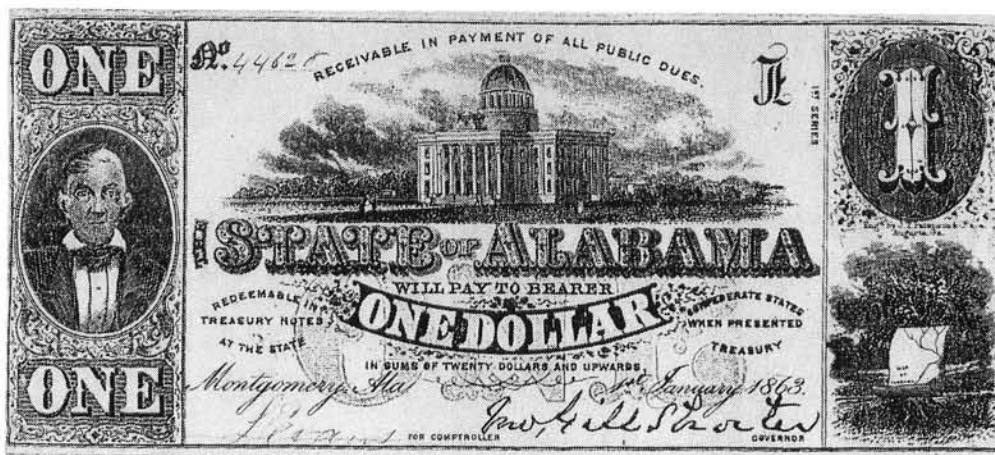 ONE
No. 44625
RECEIVABLE IN PAYMENT OF ALL PUBLIC DUES.
1ST SERIES
1
THE STATE OF ALABAMA
WILL PAY TO BEARER
ONE DOLLAR
REDEEMABLE IN CONFEDERATE STATES
TREASURY NOTES WHEN PRESENTED
AT THE STATE TREASURY
IN SUMS OF TWENTY DOLLARS AND UPWARDS.
ONE
Montgomery, Ala 1st January 1863.
Jno, Gill Shorter
FOR COMPTROLLER
GOVERNOR